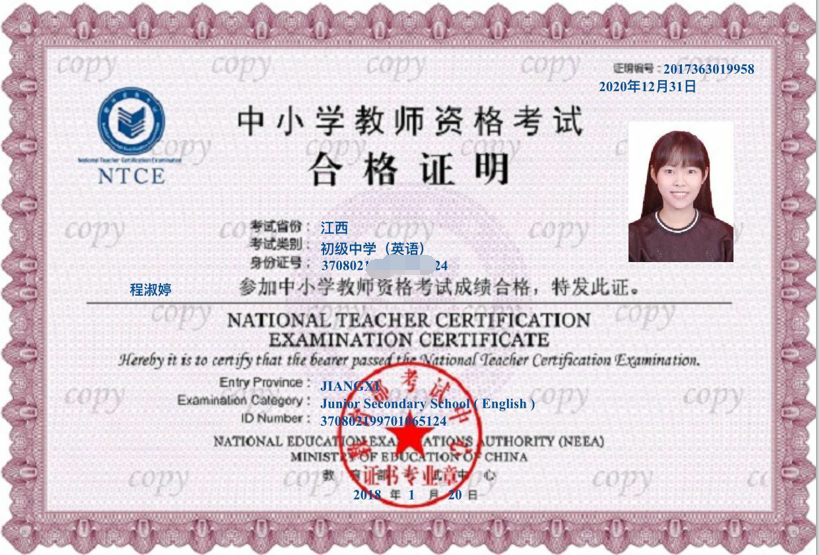 证明编号：2017363019958
2020年12月31日
National Teacher Certification Examination
NTCE
中小学教师资格考试
合格证明
考试省份：江西
考试类别：初级中学（英语）
身份证号：370802 24
程淑婷 参加中小学教师资格考试成绩合格，特发此证。
NATIONAL TEACHER CERTIFICATION
EXAMINATION CERTIFICATE
Hereby it is to certify that the bearer passed the National Teacher Certification Examination.
Entry Province： JIANGXI
Examination Category： Junior Secondary School ( English )
ID Number： 370802199701065124
NATIONAL EDUCATION EXAMINATIONS AUTHORITY (NEEA)
MINISTRY OF EDUCATION OF CHINA
教育部考试中心
证书专业章
2018 年 1 月 20 日
copy copy copy copy
copy copy copy copy
copy copy copy copy
copy copy copy copy
copy copy copy copy
copy copy copy copy